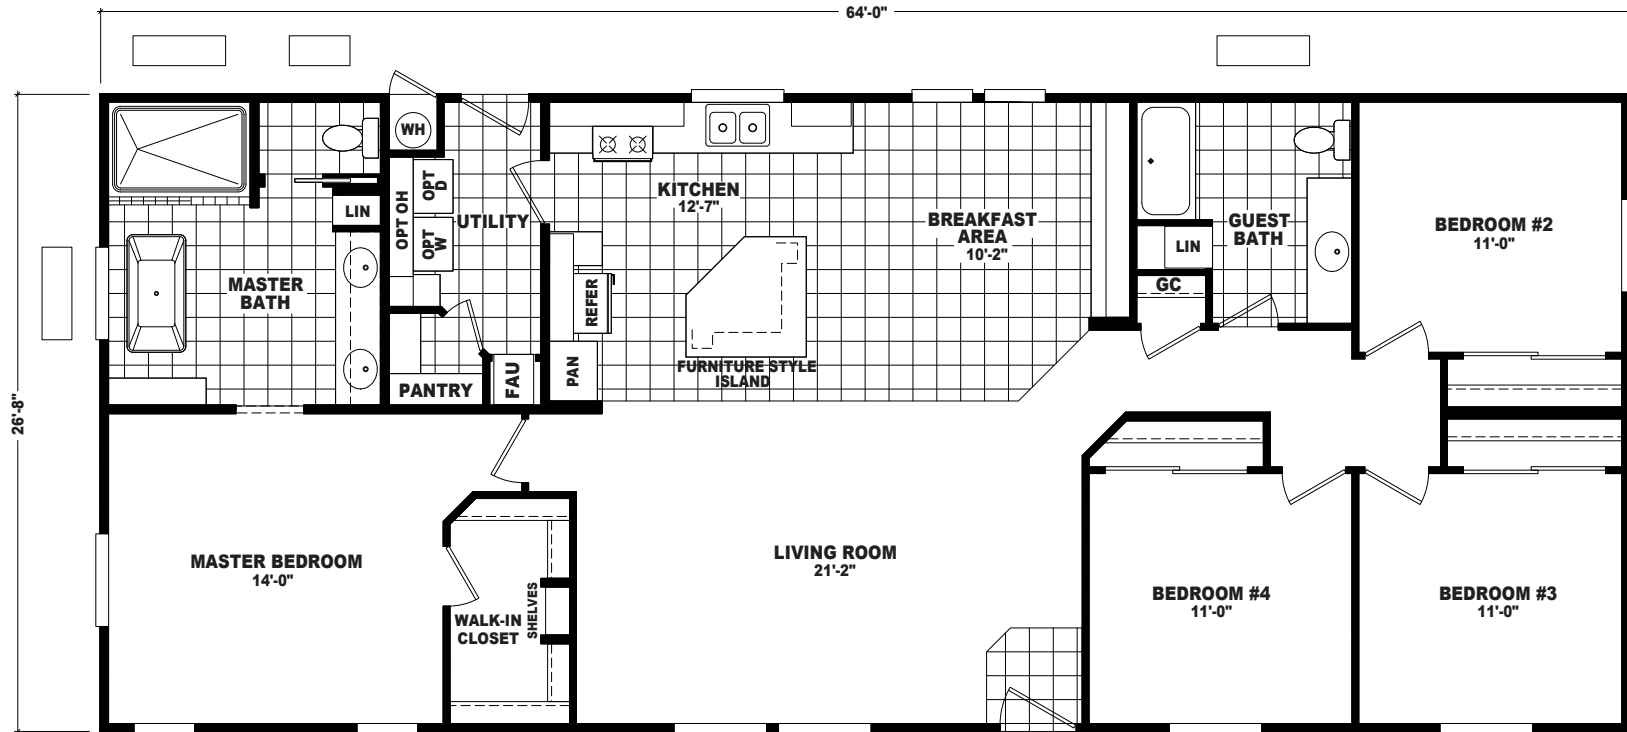 64'-0"
26'-8"
WH
OPT OH
OPT D
OPT W
UTILITY
LIN
MASTER
BATH
PANTRY
FAU
PAN
REFER
KITCHEN
12'-7"
FURNITURE STYLE
ISLAND
BREAKFAST
AREA
10'-2"
GUEST
BATH
LIN
GC
BEDROOM #2
11'-0"
MASTER BEDROOM
14'-0"
WALK-IN
CLOSET
SHELVES
LIVING ROOM
21'-2"
BEDROOM #4
11'-0"
BEDROOM #3
11'-0"